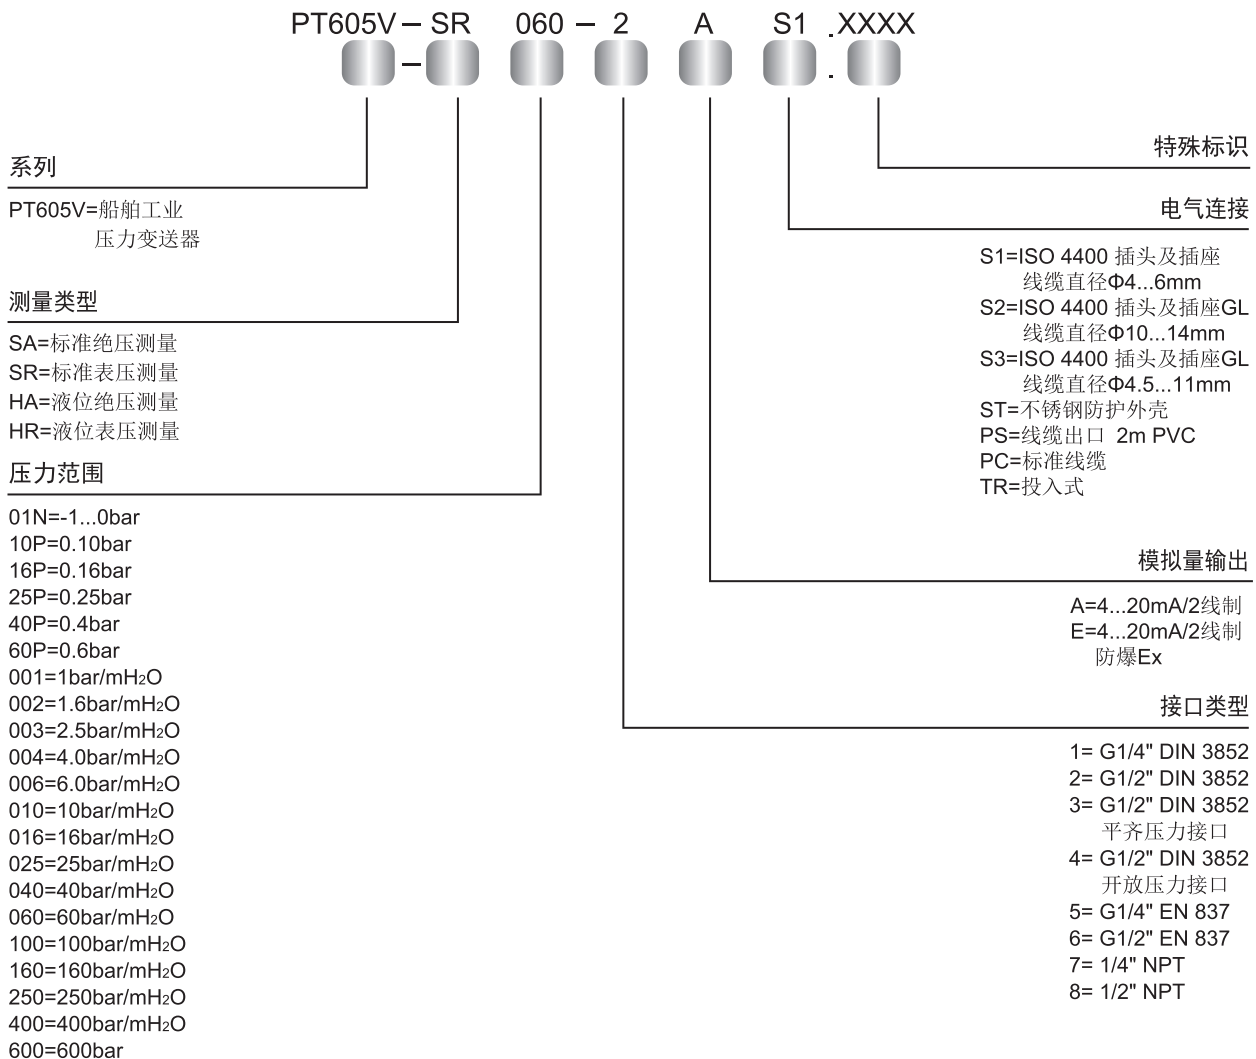 PT605V－SR 060－2 A S1 .XXXX
系列
PT605V=船舶工业
压力变送器
测量类型
SA=标准绝压测量
SR=标准表压测量
HA=液位绝压测量
HR=液位表压测量
压力范围
01N=-1...0bar
10P=0.10bar
16P=0.16bar
25P=0.25bar
40P=0.4bar
60P=0.6bar
001=1bar/mH₂O
002=1.6bar/mH₂O
003=2.5bar/mH₂O
004=4.0bar/mH₂O
006=6.0bar/mH₂O
010=10bar/mH₂O
016=16bar/mH₂O
025=25bar/mH₂O
040=40bar/mH₂O
060=60bar/mH₂O
100=100bar/mH₂O
160=160bar/mH₂O
250=250bar/mH₂O
400=400bar/mH₂O
600=600bar
特殊标识
电气连接
S1=ISO 4400 插头及插座
线缆直径Φ4...6mm
S2=ISO 4400 插头及插座GL
线缆直径Φ10...14mm
S3=ISO 4400 插头及插座GL
线缆直径Φ4.5...11mm
ST=不锈钢防护外壳
PS=线缆出口 2m PVC
PC=标准线缆
TR=投入式
模拟量输出
A=4...20mA/2线制
E=4...20mA/2线制
防爆Ex
接口类型
1= G1/4" DIN 3852
2= G1/2" DIN 3852
3= G1/2" DIN 3852
平齐压力接口
4= G1/2" DIN 3852
开放压力接口
5= G1/4" EN 837
6= G1/2" EN 837
7= 1/4" NPT
8= 1/2" NPT